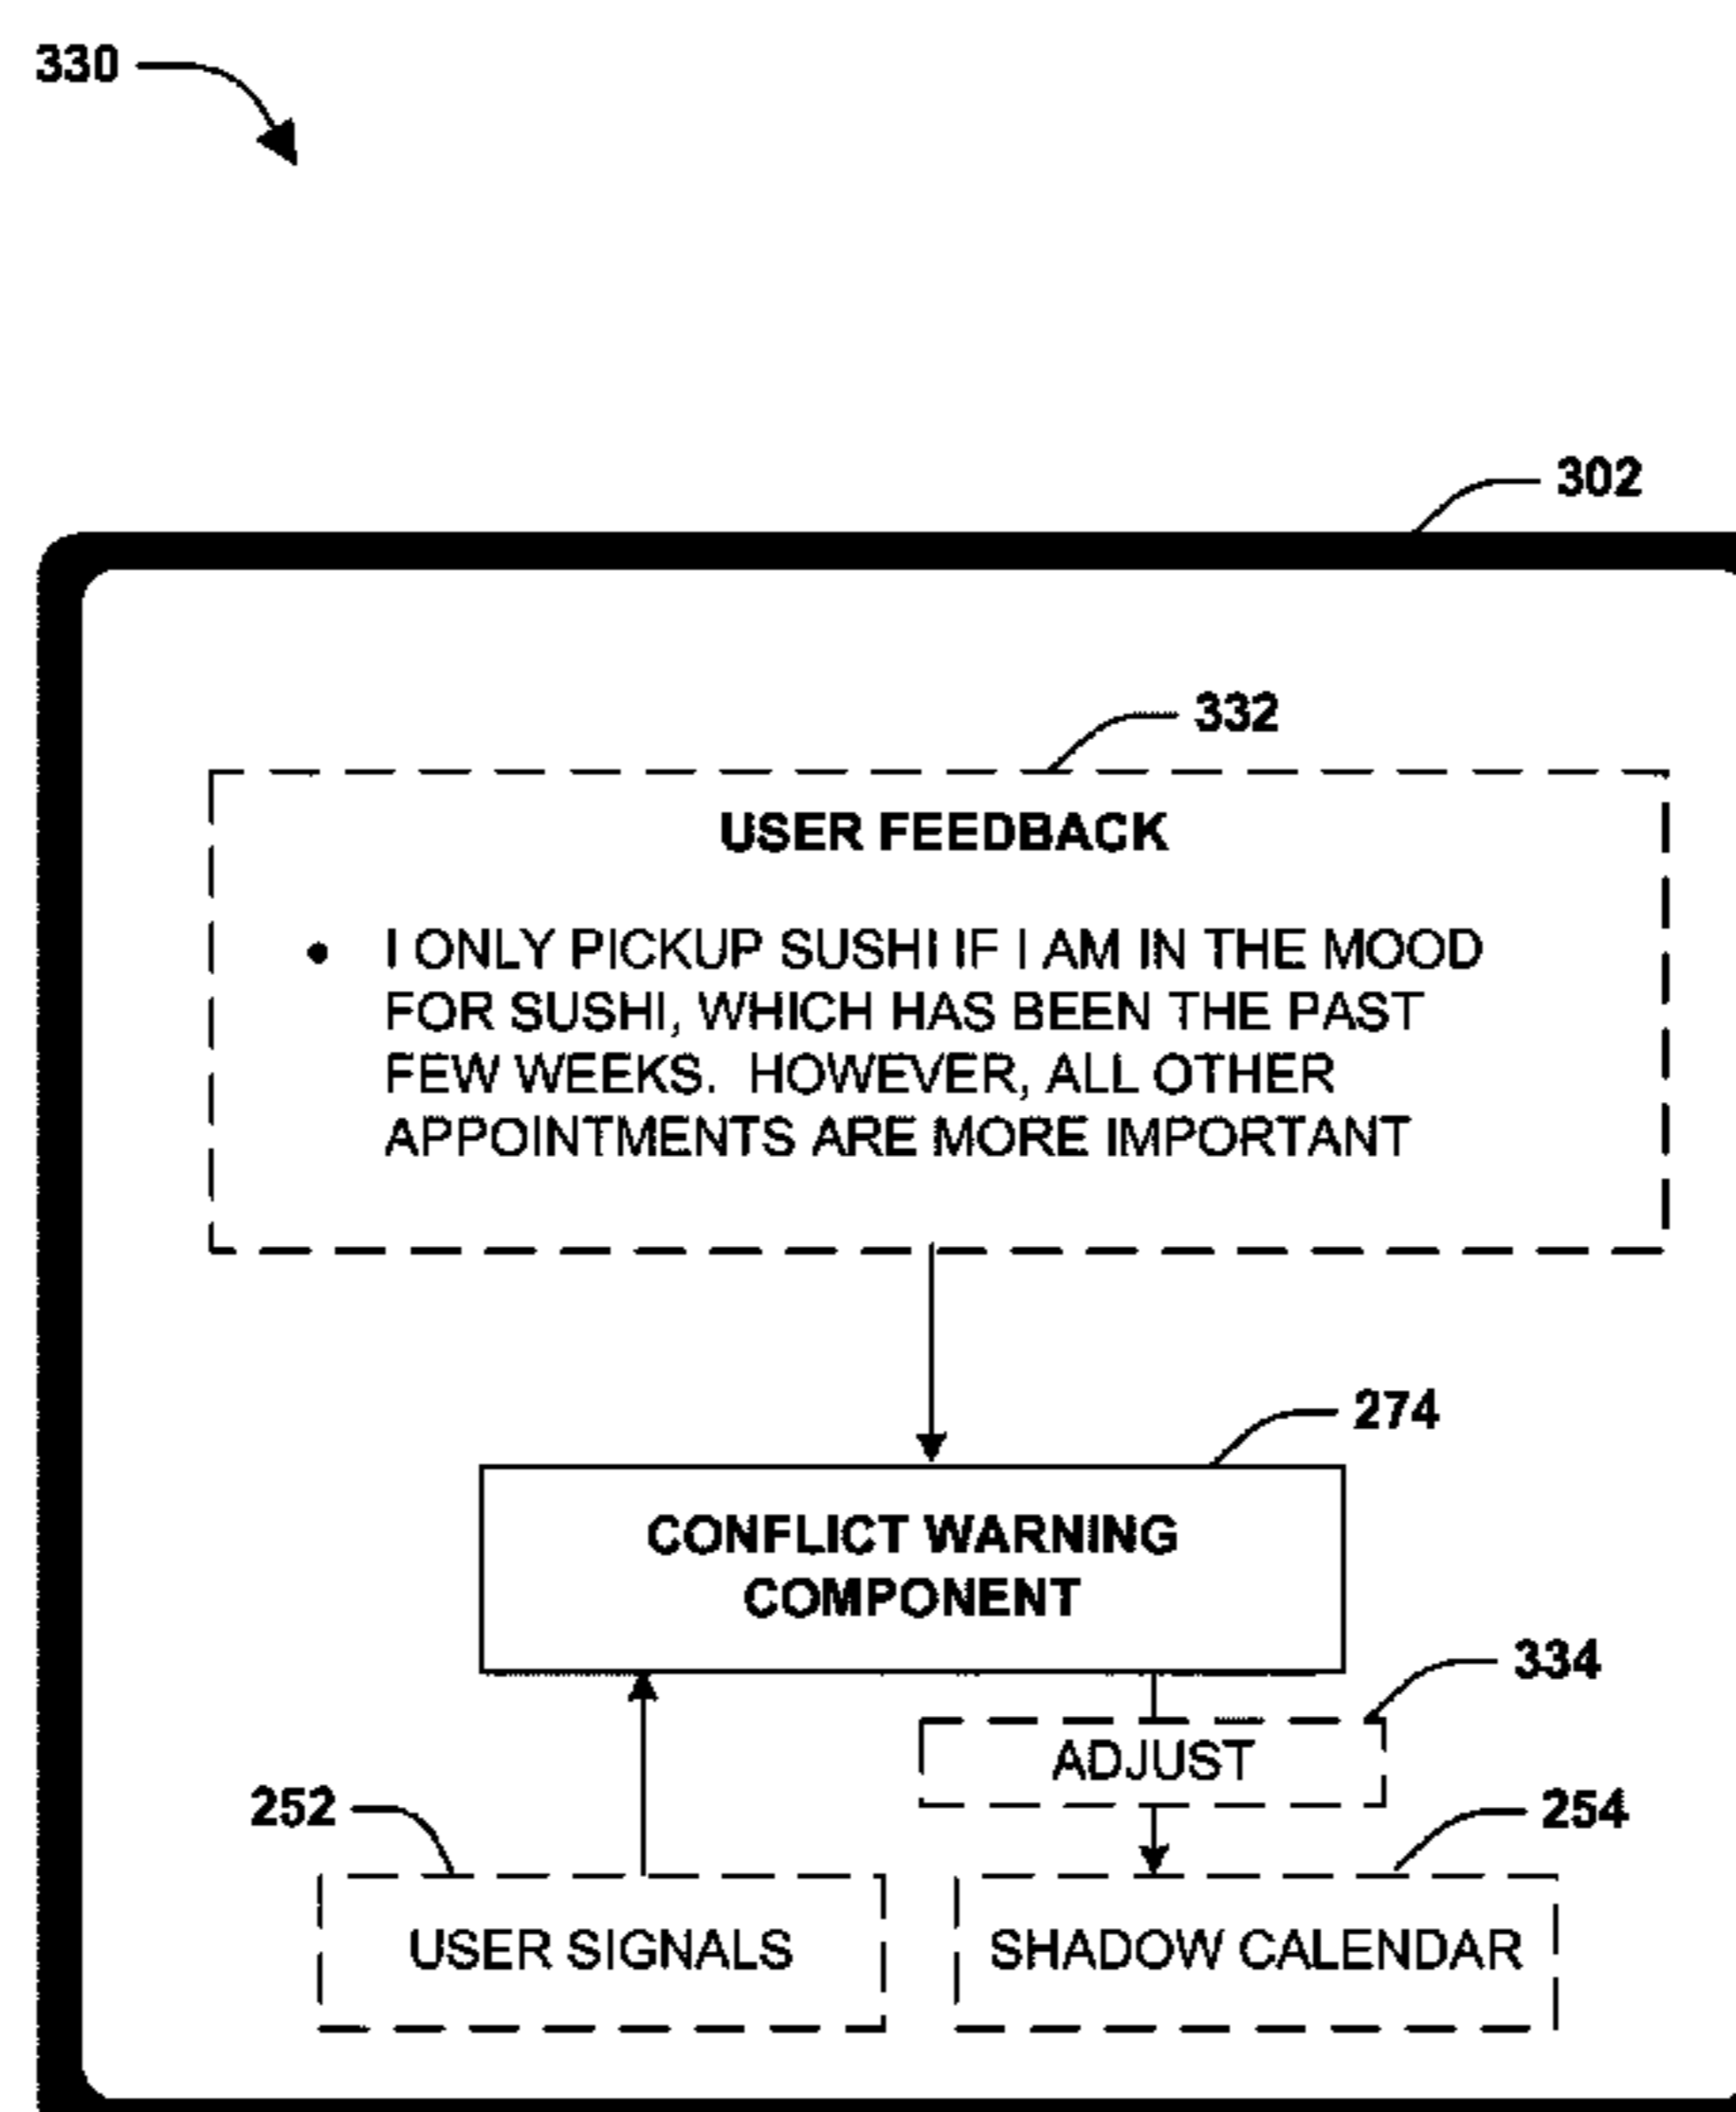 330
302
332
USER FEEDBACK
• I ONLY PICKUP SUSHI IF I AM IN THE MOOD
FOR SUSHI, WHICH HAS BEEN THE PAST
FEW WEEKS. HOWEVER, ALL OTHER
APPOINTMENTS ARE MORE IMPORTANT
274
CONFLICT WARNING
COMPONENT
334
ADJUST
252
254
USER SIGNALS
SHADOW CALENDAR